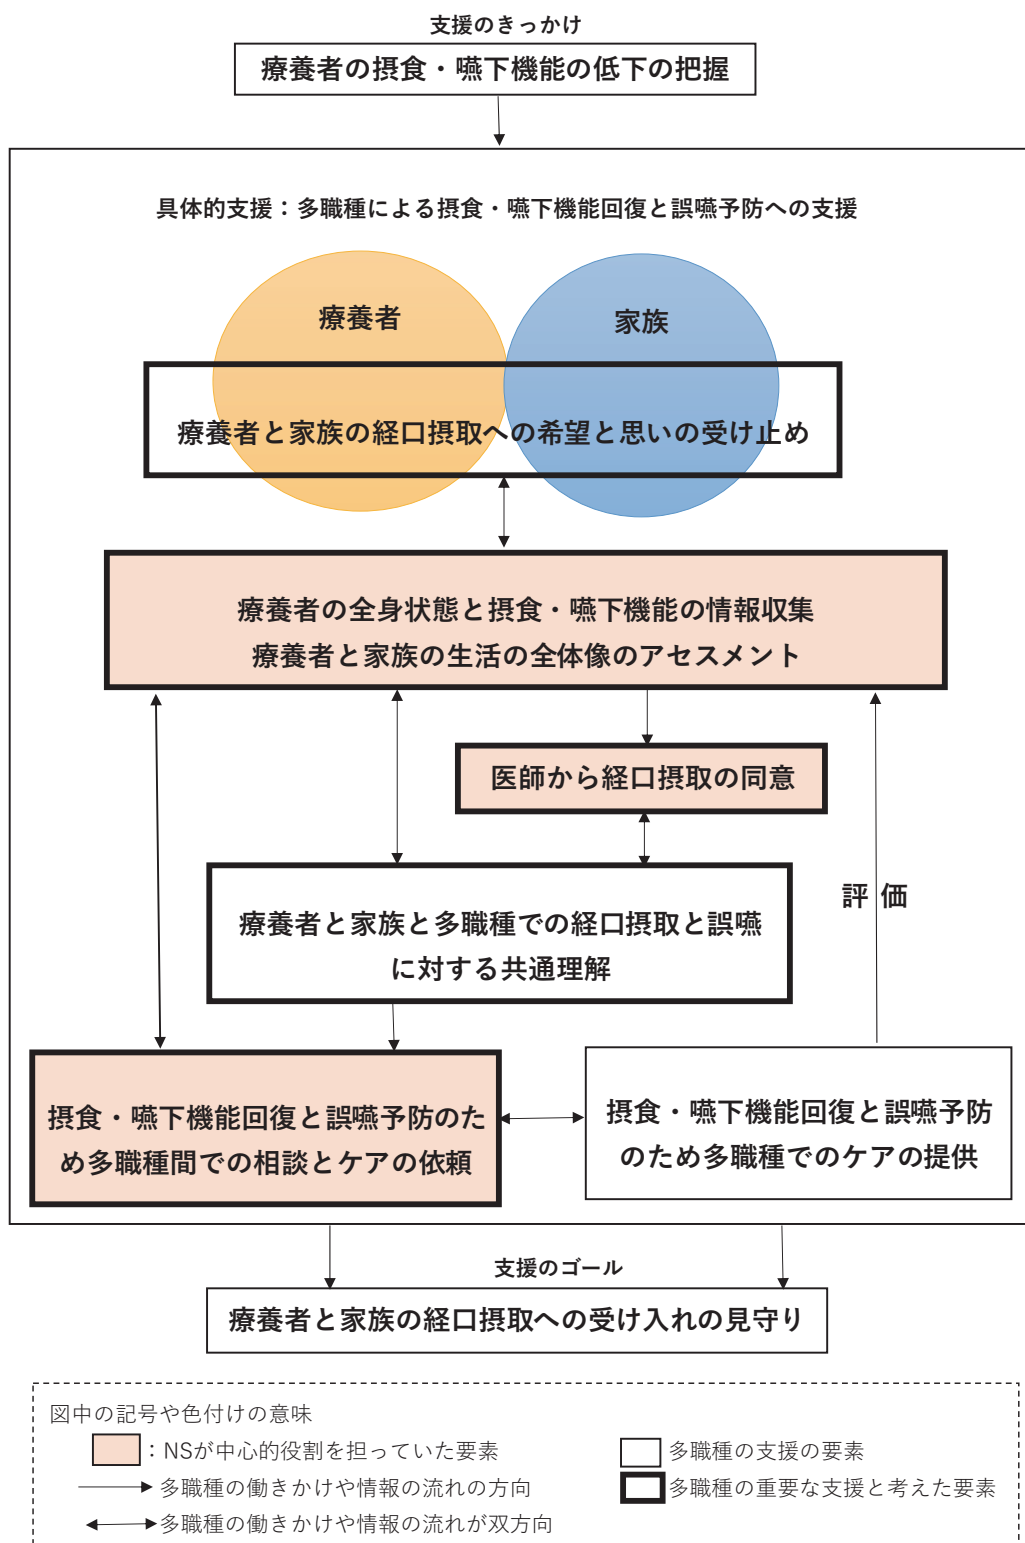 支援のきっかけ
療養者の摂食・嚥下機能の低下の把握
具体的支援：多職種による摂食・嚥下機能回復と誤嚥予防への支援
療養者
家族
療養者と家族の経口摂取への希望と思いの受け止め
療養者の全身状態と摂食・嚥下機能の情報収集
療養者と家族の生活の全体像のアセスメント
医師から経口摂取の同意
療養者と家族と多職種での経口摂取と誤嚥
に対する共通理解
評 価
摂食・嚥下機能回復と誤嚥予防のた
め多職種間での相談とケアの依頼
摂食・嚥下機能回復と誤嚥予防
のため多職種でのケアの提供
支援のゴール
療養者と家族の経口摂取への受け入れの見守り
図中の記号や色付けの意味
：NSが中心的役割を担っていた要素
多職種の支援の要素
多職種の働きかけや情報の流れの方向
多職種の重要な支援と考えた要素
多職種の働きかけや情報の流れが双方向